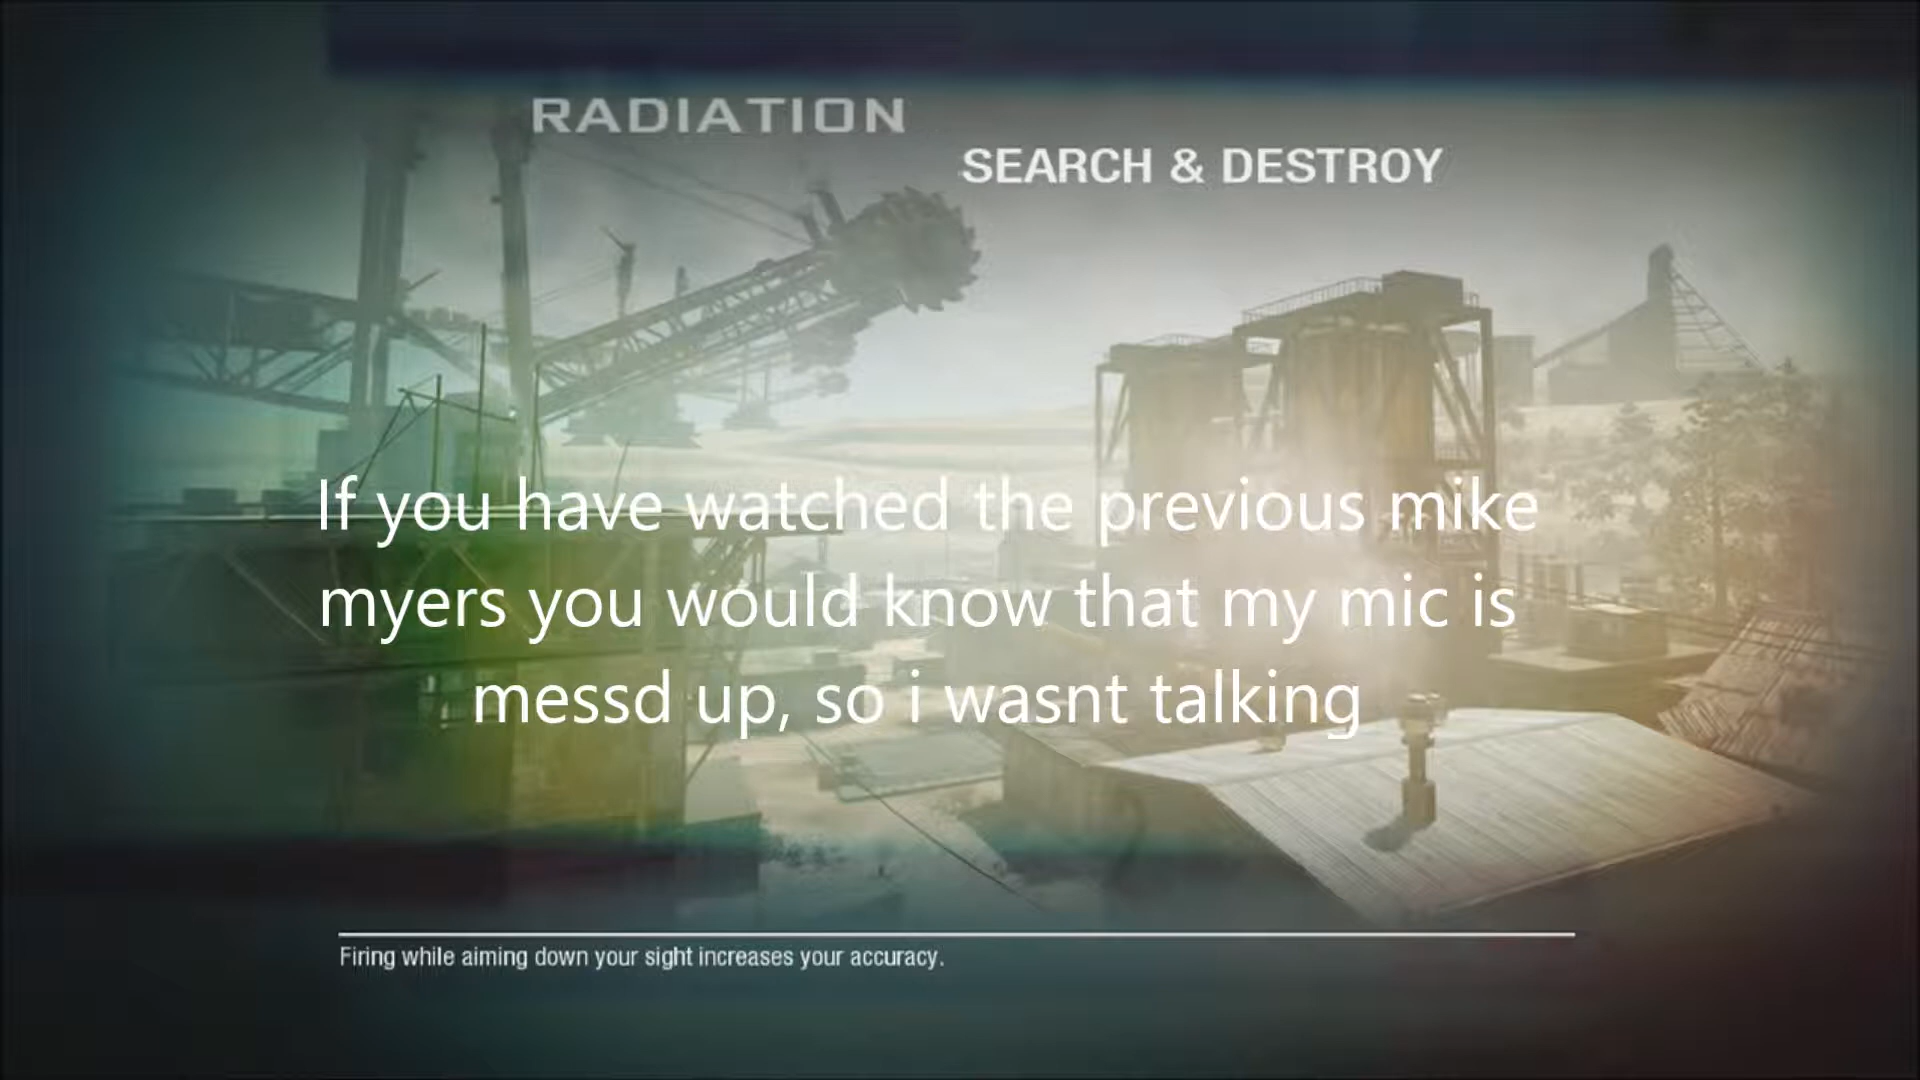 RADIATION
SEARCH & DESTROY
If you have watched the previous mike
myers you would know that my mic is
messd up, so i wasnt talking
Firing while aiming down your sight increases your accuracy.